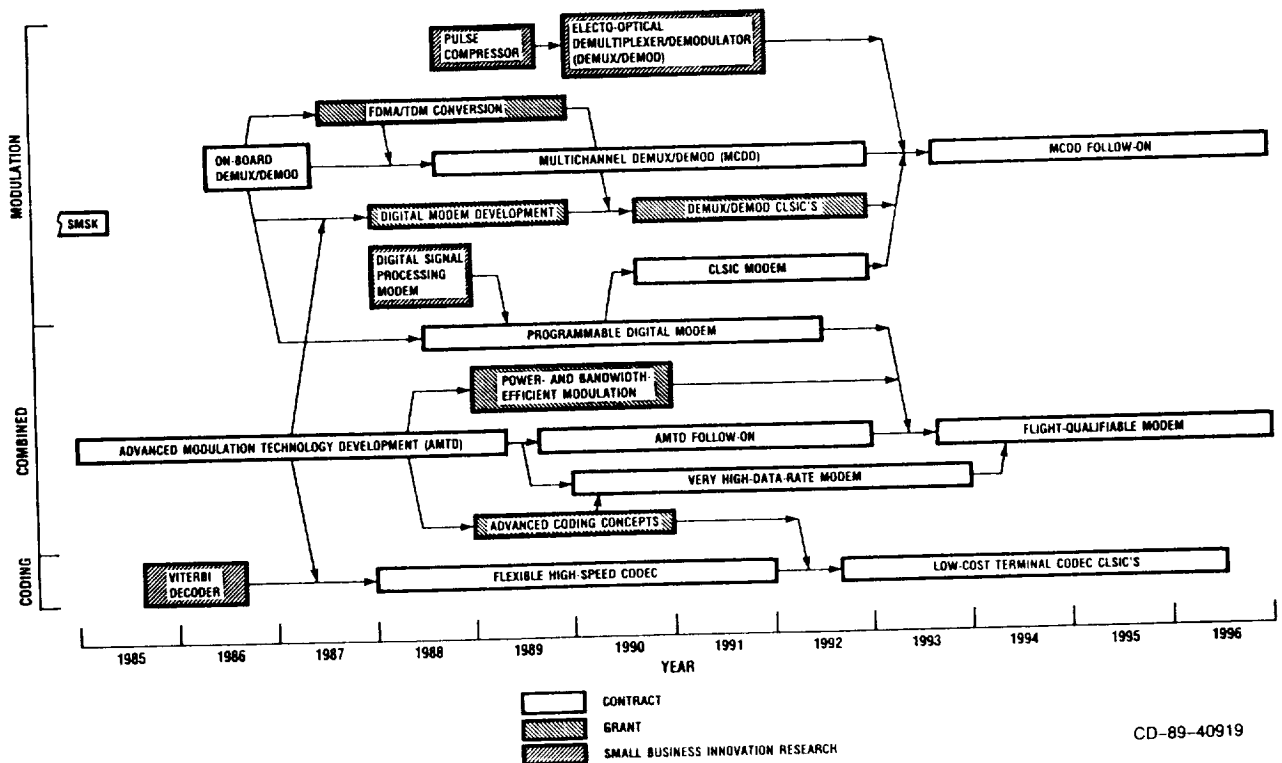 PULSE
COMPRESSOR
ELECTO-OPTICAL
DEMULTIPLEXER/DEMODULATOR
(DEMUX/DEMOD)
FDMA/TDM CONVERSION
ON-BOARD
DEMUX/DEMOD
MULTICHANNEL DEMUX/DEMOD (MCDD)
MCDD FOLLOW-ON
MODULATION
SMSK
DIGITAL MODEM DEVELOPMENT
DEMUX/DEMOD CLSIC'S
DIGITAL SIGNAL
PROCESSING
MODEM
CLSIC MODEM
PROGRAMMABLE DIGITAL MODEM
POWER- AND BANDWIDTH-
EFFICIENT MODULATION
COMBINED
ADVANCED MODULATION TECHNOLOGY DEVELOPMENT (AMTD)
AMTD FOLLOW-ON
FLIGHT-QUALIFIABLE MODEM
VERY HIGH-DATA-RATE MODEM
ADVANCED CODING CONCEPTS
CODING
VITERBI
DECODER
FLEXIBLE HIGH-SPEED CODEC
LOW-COST TERMINAL CODEC CLSIC'S
1985 1986 1987 1988 1989 1990 1991 1992 1993 1994 1995 1996
YEAR
CONTRACT
GRANT
SMALL BUSINESS INNOVATION RESEARCH
CD-89-40919